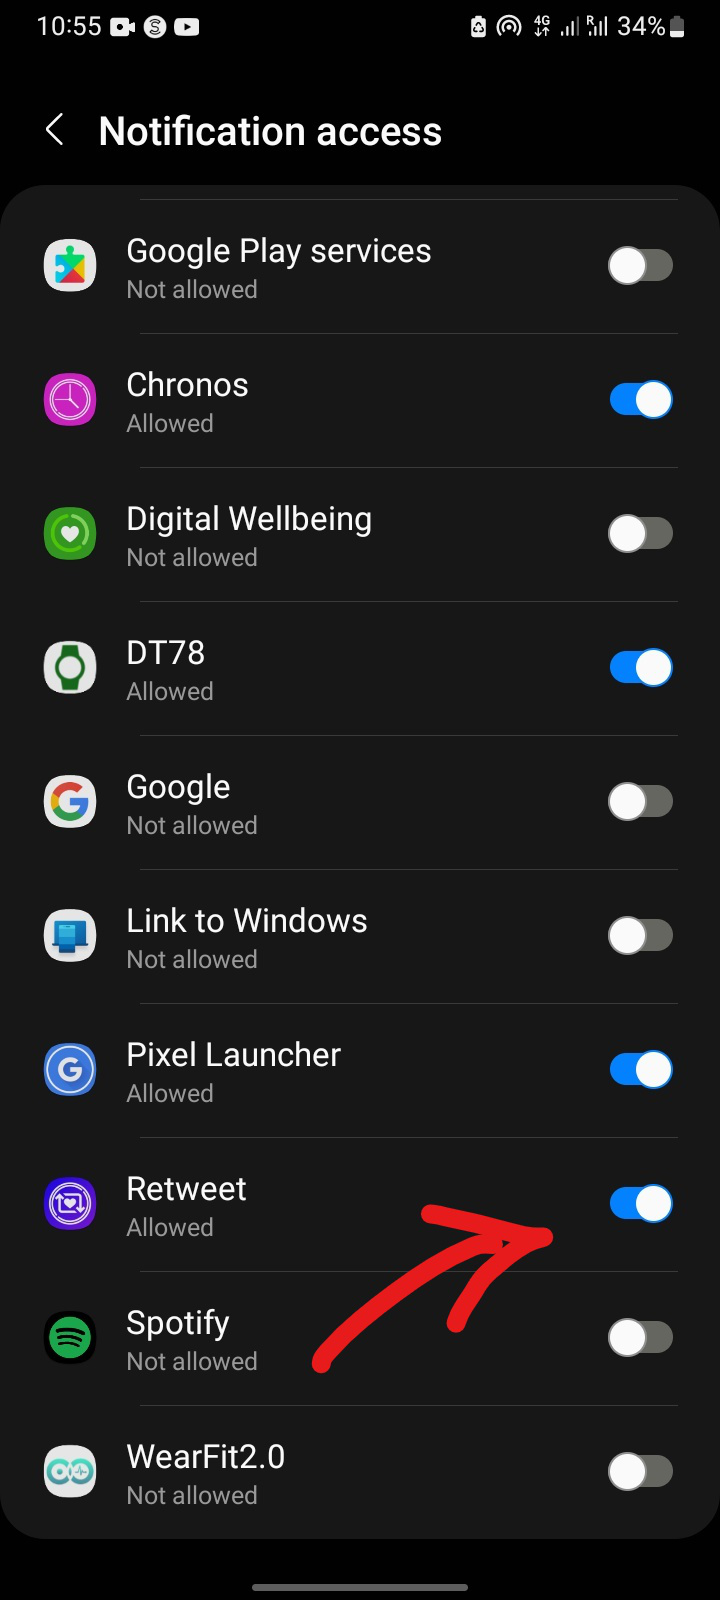 10:55 4G R 34%
Notification access
Google Play services
Not allowed
Chronos
Allowed
Digital Wellbeing
Not allowed
DT78
Allowed
Google
Not allowed
Link to Windows
Not allowed
Pixel Launcher
Allowed
Retweet
Allowed
Spotify
Not allowed
WearFit2.0
Not allowed